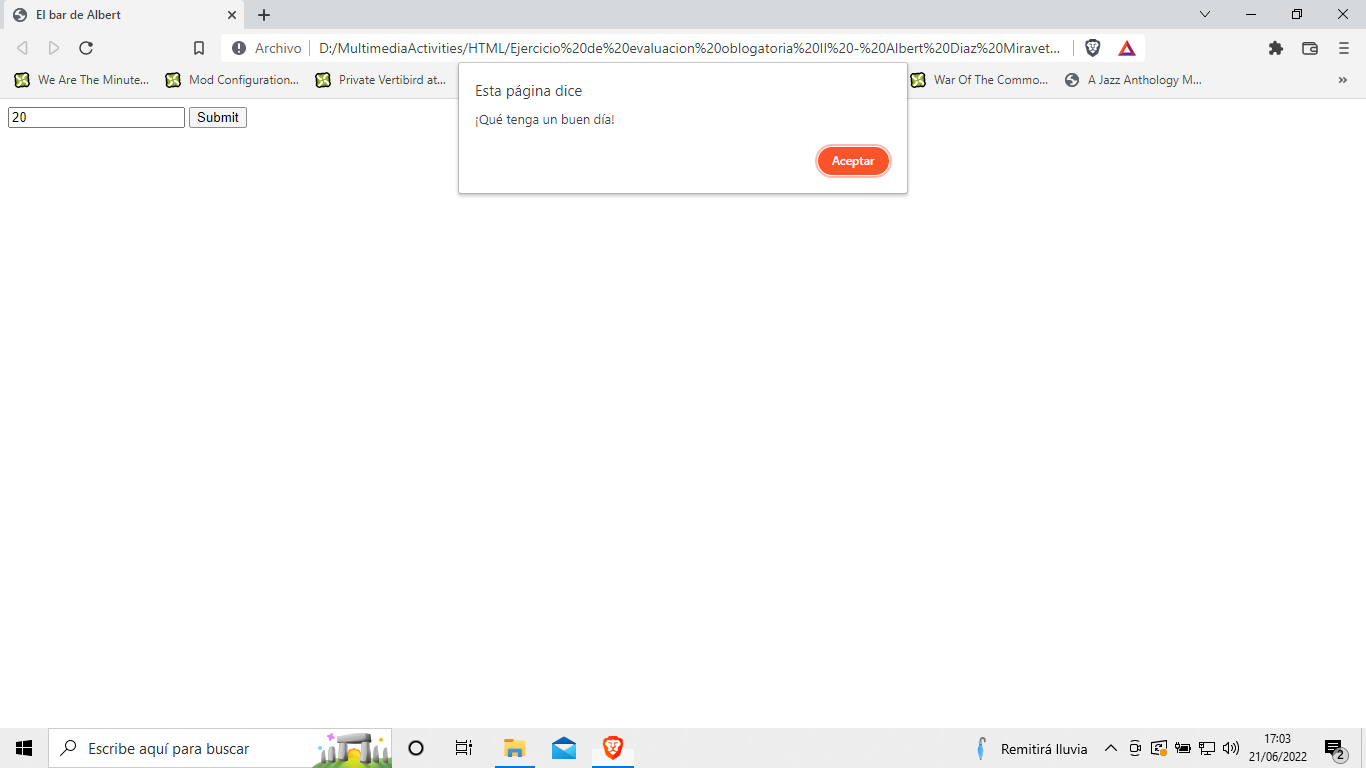 El bar de Albert
Archivo D:/MultimediaActivities/HTML/Ejercicio%20de%20evaluacion%20oblogatoria%20II%20-%20Albert%20Diaz%20Miravet...
We Are The Minute... Mod Configuration... Private Vertibird at... War Of The Commo... A Jazz Anthology M... »
Esta página dice
20 Submit
¡Qué tenga un buen día!
Aceptar
Escribe aquí para buscar
Remitirá lluvia
17:03
21/06/2022
2